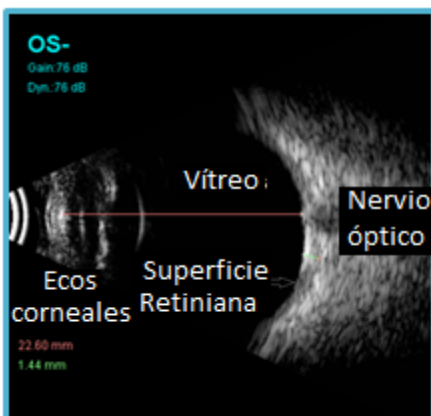 OS-
Gain:76 dB
Dyn.:76 dB
Vítreo
Nervio
óptico
Superficie
Retiniana
Ecos
corneales
22.60 mm
1.44 mm